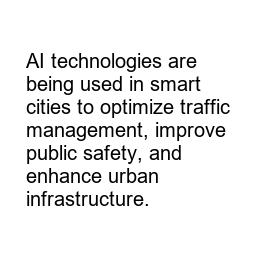 AI technologies are
being used in smart
cities to optimize traffic
management, improve
public safety, and
enhance urban
infrastructure.